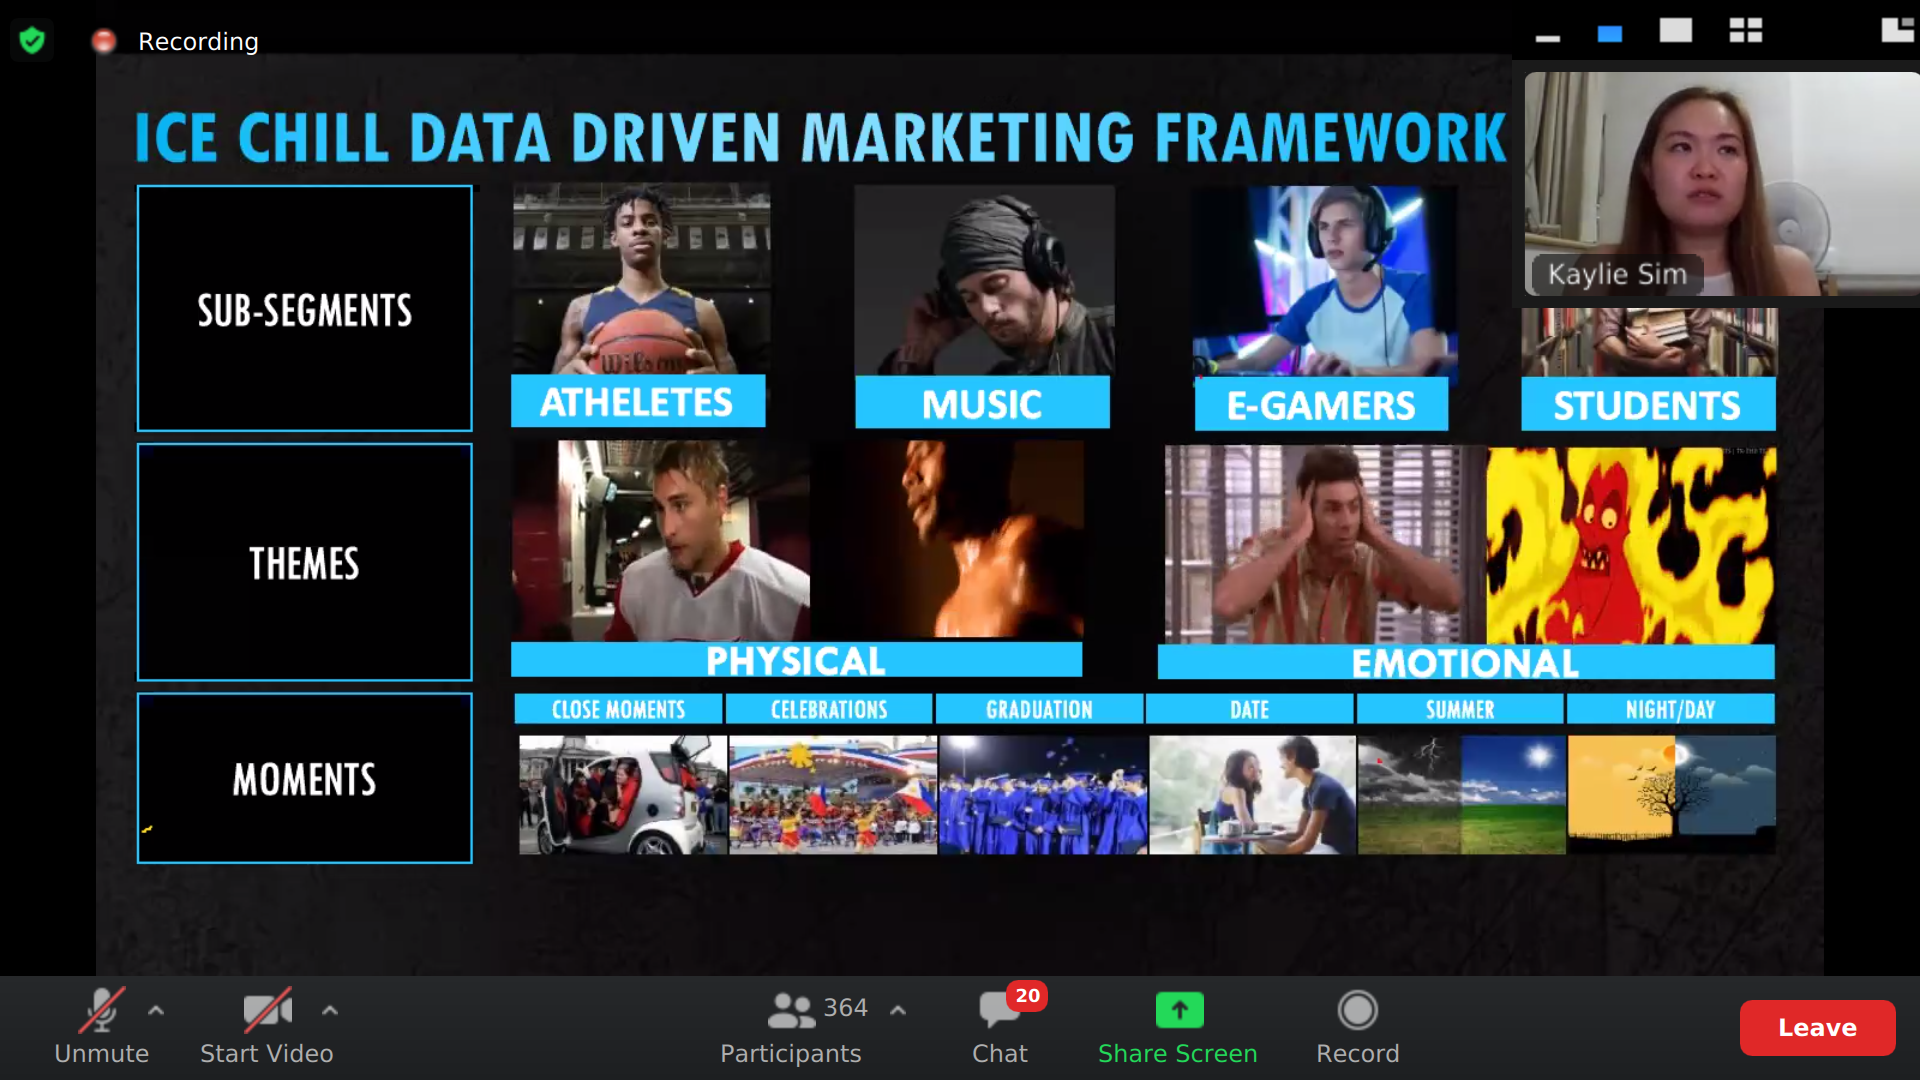 Recording
ICE CHILL DATA DRIVEN MARKETING FRAMEWORK
Kaylie Sim
SUB-SEGMENTS
Wilson
ATHELETES
MUSIC
E-GAMERS
STUDENTS
THEMES
PHYSICAL
EMOTIONAL
MOMENTS
CLOSE MOMENTS
CELEBRATIONS
GRADUATION
DATE
SUMMER
NIGHT/DAY
Unmute
Start Video
364
Participants
20
Chat
Share Screen
Record
Leave